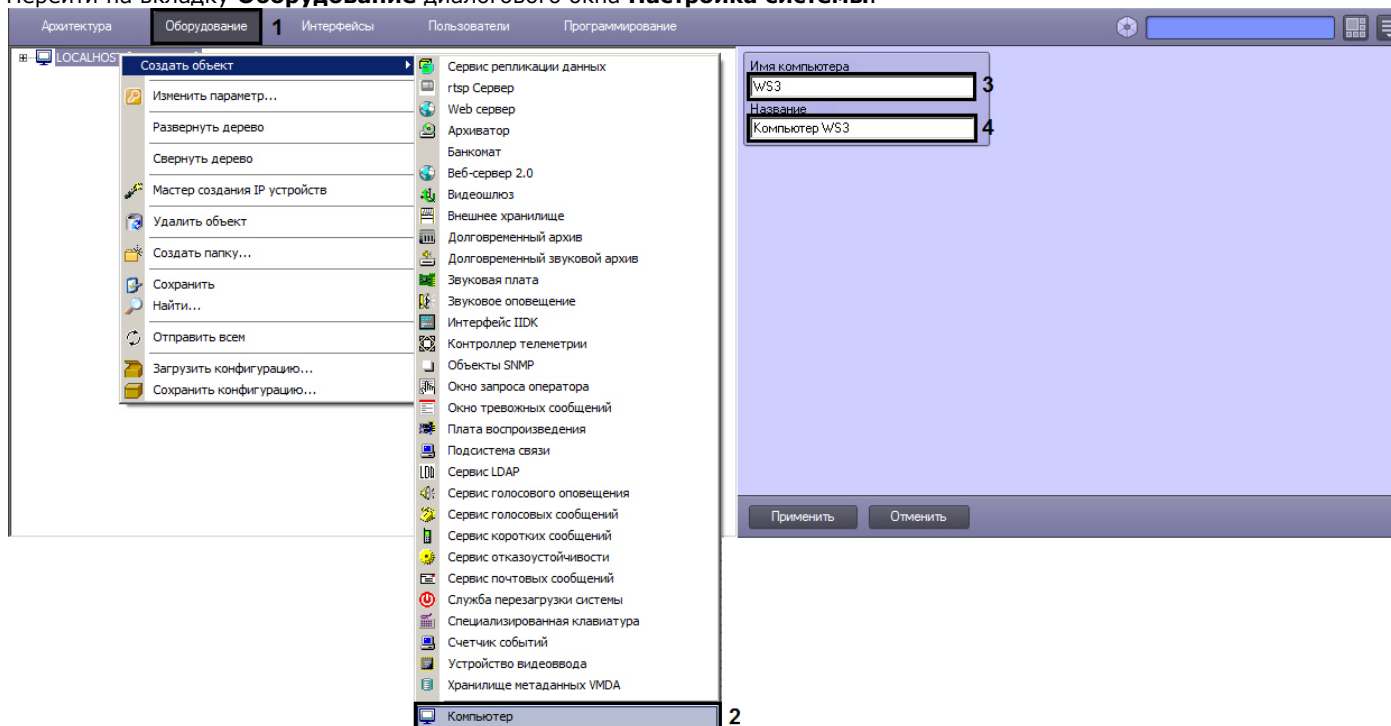 Перейти на вкладку Оборудование диалогового окна Настройка системы.
Архитектура Оборудование 1 Интерфейсы Пользователи Программирование
LOCALHOST
Создать объект
Изменить параметр...
Развернуть дерево
Свернуть дерево
Мастер создания IP устройств
Удалить объект
Создать папку...
Сохранить
Найти...
Отправить всем
Загрузить конфигурацию...
Сохранить конфигурацию...
Сервис репликации данных
rtsp Сервер
Web сервер
Архиватор
Банкомат
Веб-сервер 2.0
Видеошлюз
Внешнее хранилище
Долговременный архив
Долговременный звуковой архив
Звуковая плата
Звуковое оповещение
Интерфейс IIDK
Контроллер телеметрии
Объекты SNMP
Окно запроса оператора
Окно тревожных сообщений
Плата воспроизведения
Подсистема связи
Сервис LDAP
Сервис голосового оповещения
Сервис голосовых сообщений
Сервис коротких сообщений
Сервис отказоустойчивости
Сервис почтовых сообщений
Служба перезагрузки системы
Специализированная клавиатура
Счетчик событий
Устройство видеоввода
Хранилище метаданных VMDA
Компьютер 2
Имя компьютера
WS3 3
Название
Компьютер WS3 4
Применить Отменить